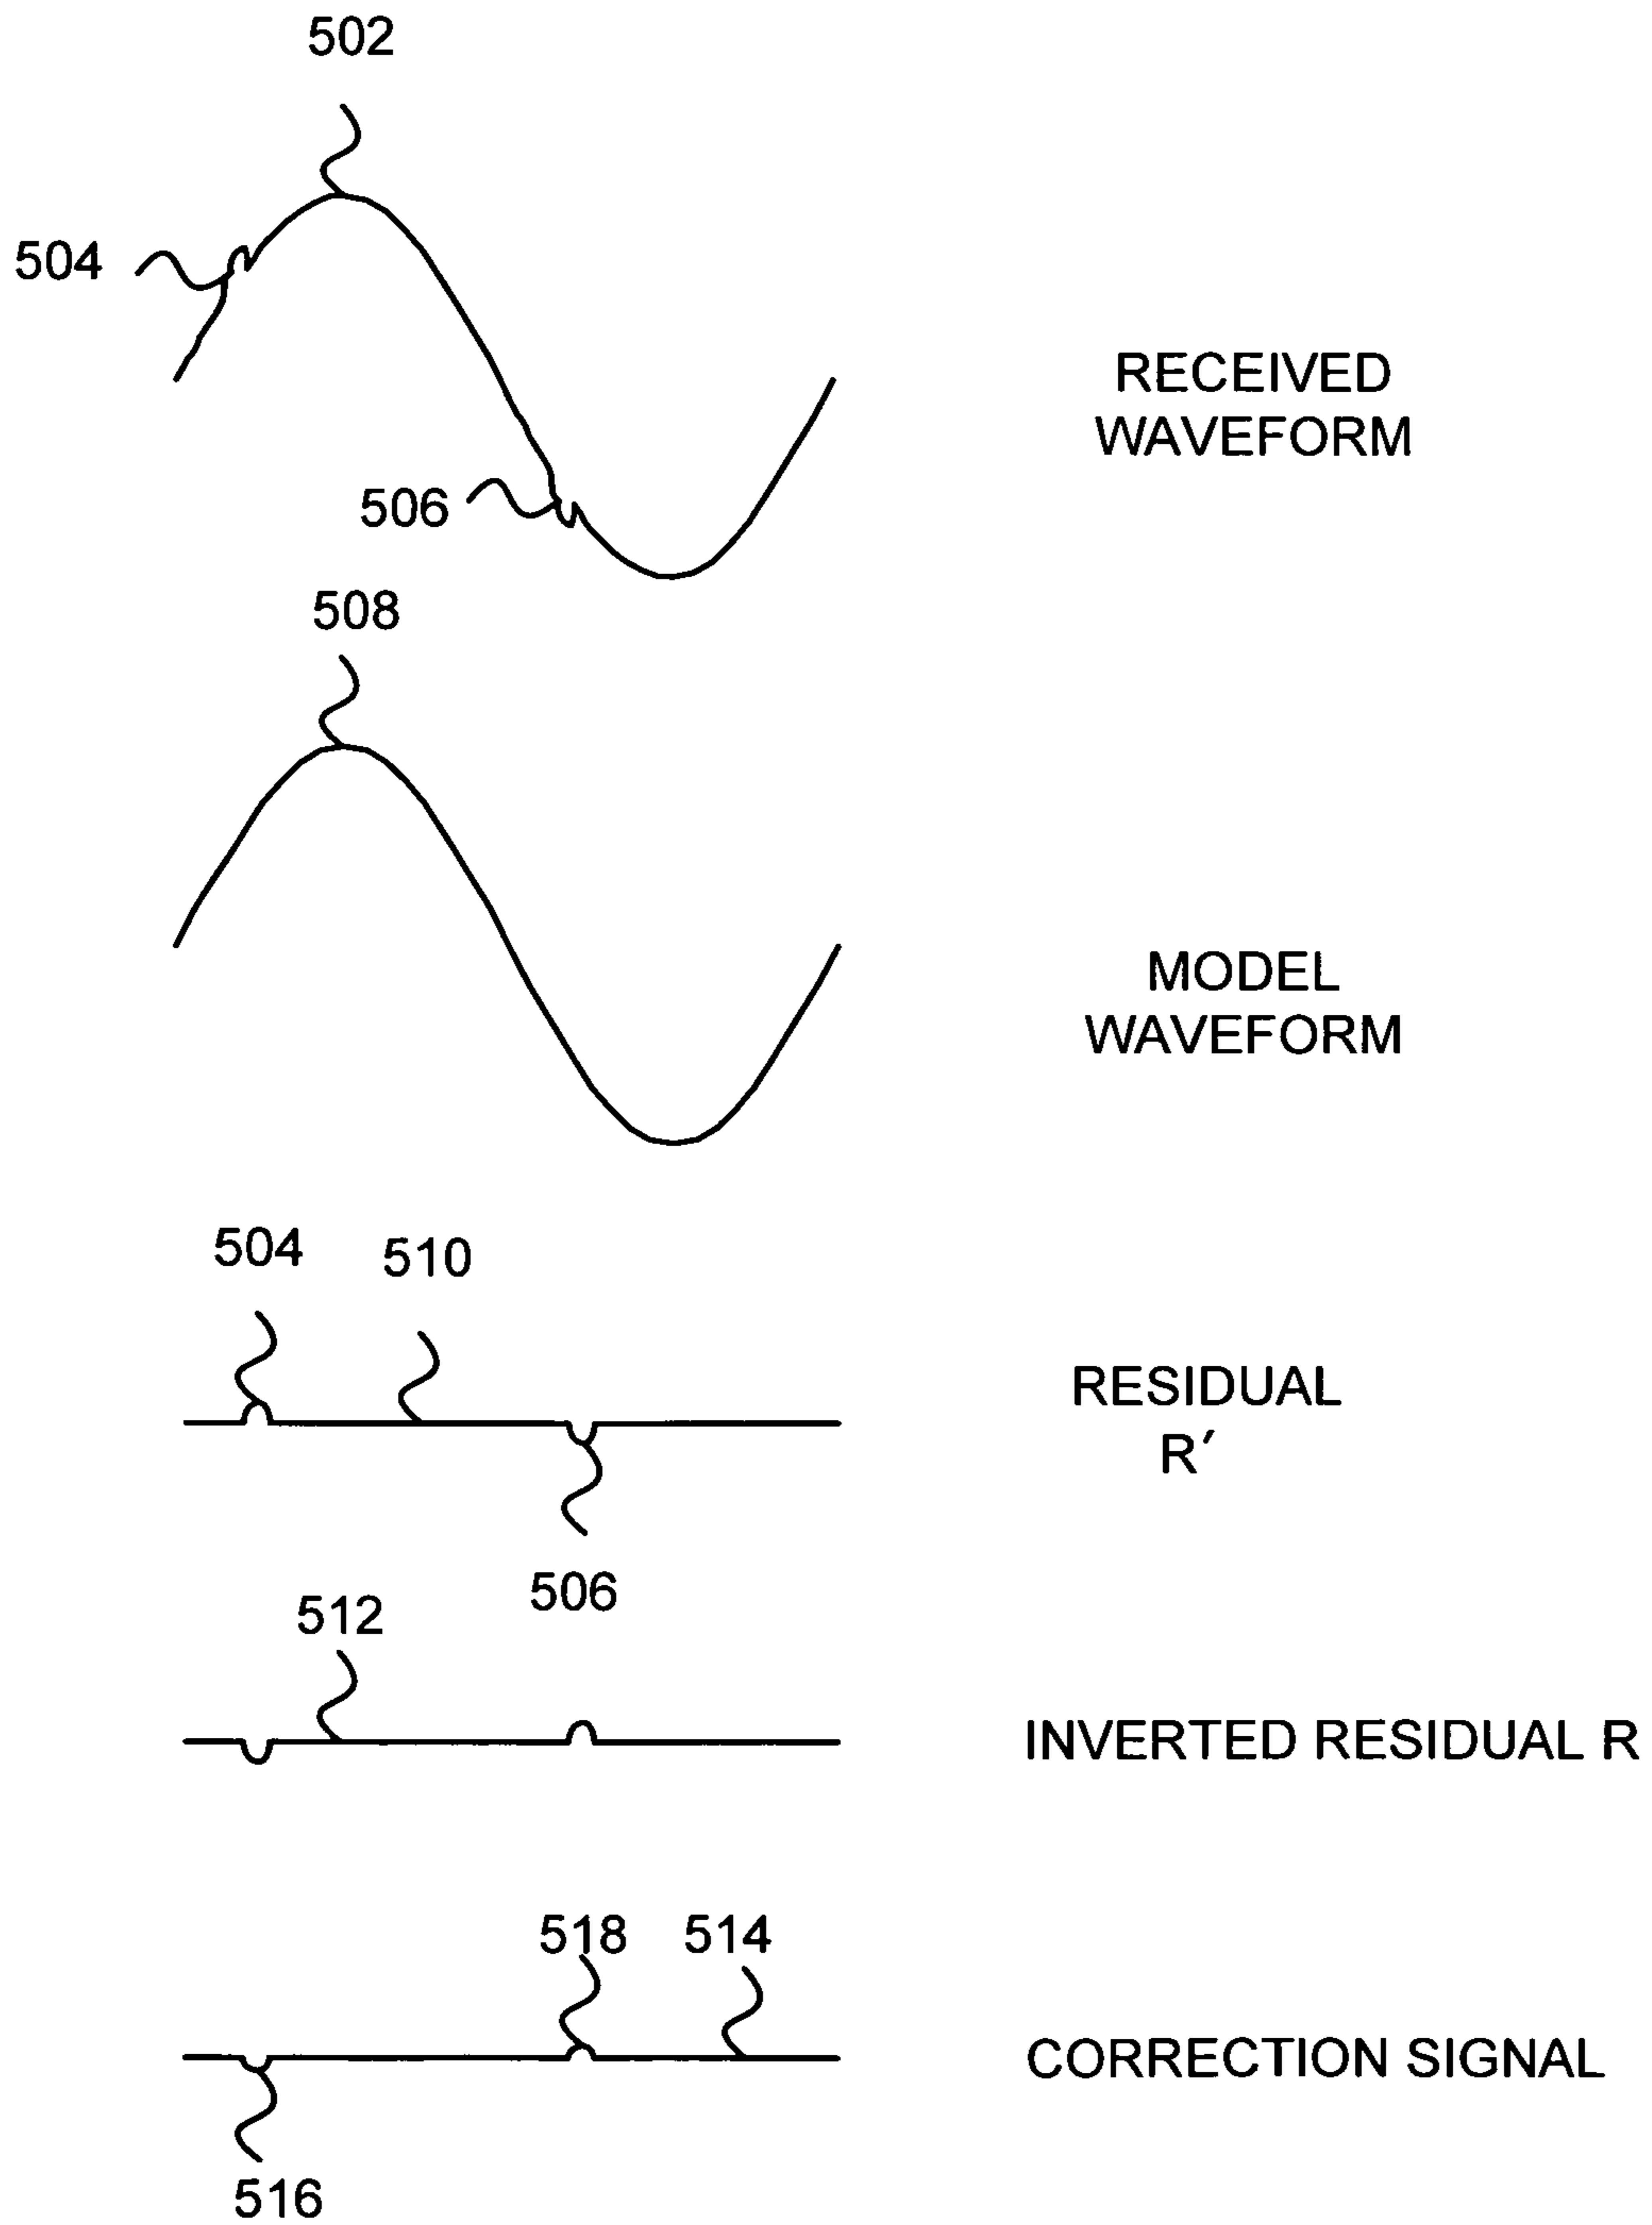 502
504
RECEIVED
WAVEFORM
506
508
MODEL
WAVEFORM
504
510
RESIDUAL
R′
506
512
INVERTED RESIDUAL R
518
514
CORRECTION SIGNAL
516